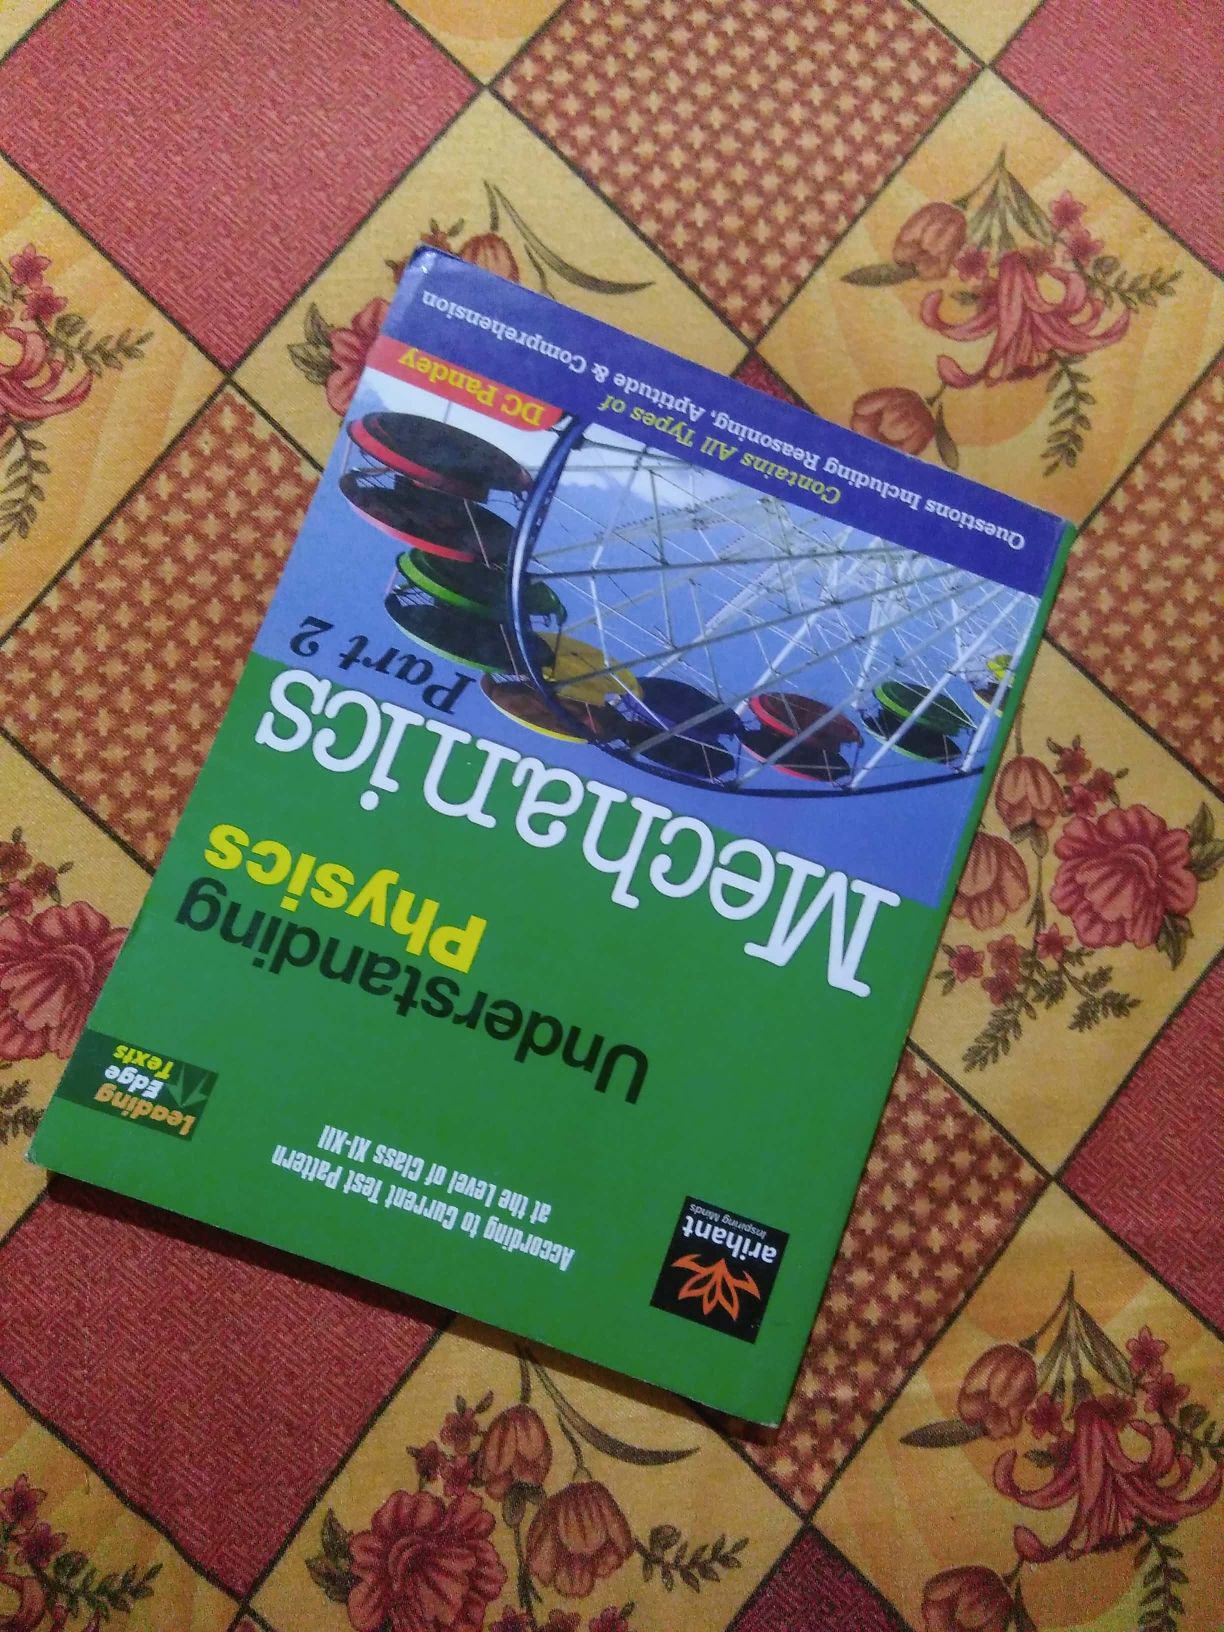 arihant
Inspiring Minds
According to Current Test Pattern
at the Level of Class XI-XII
Leading
Edge
Texts
Understanding
Physics
Mechanics
Part 2
DC Pandey
Contains All Types of
Questions Including Reasoning, Aptitude & Comprehension